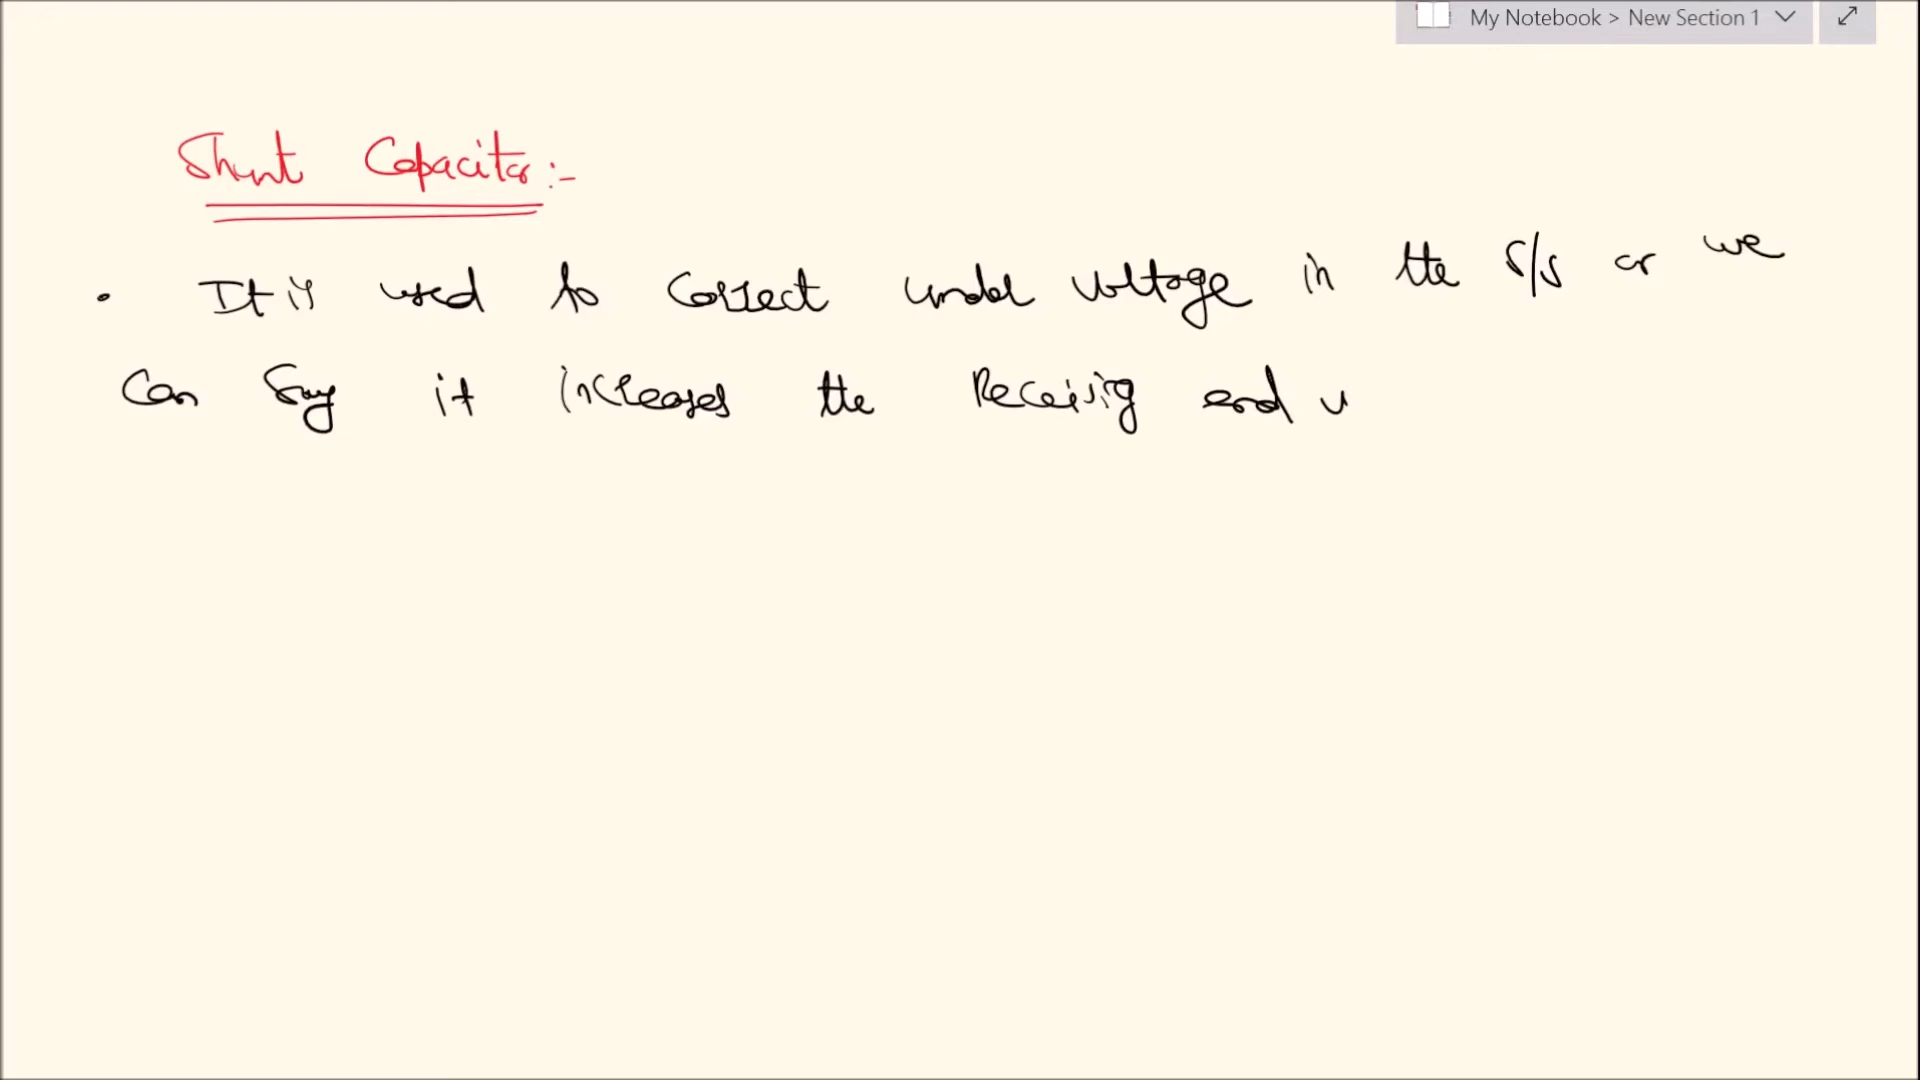 My Notebook > New Section 1
Shunt Capacitor:-
• It is used to correct under voltage in the S/S or we
Can Say it increases the Receiving end v